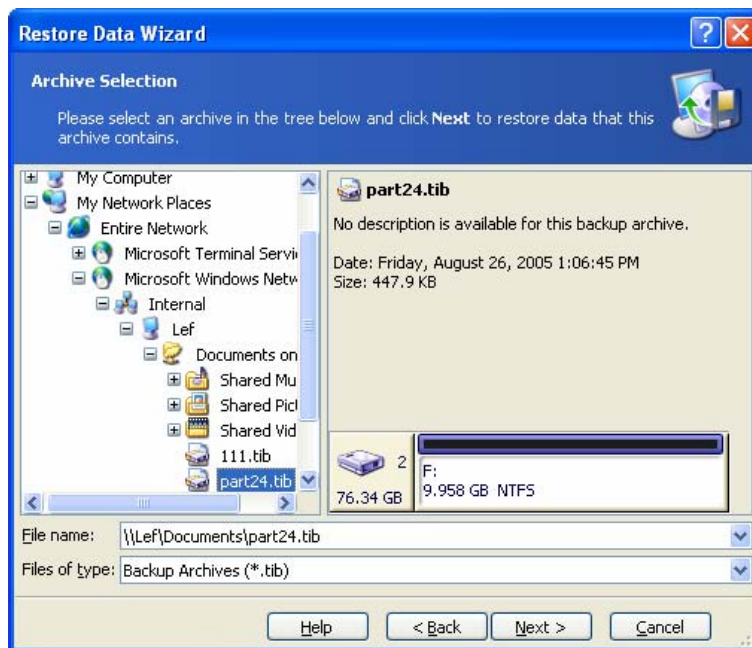 Restore Data Wizard
Archive Selection
Please select an archive in the tree below and click Next to restore data that this
archive contains.
My Computer
My Network Places
Entire Network
Microsoft Terminal Servi
Microsoft Windows Netw
Internal
Lef
Documents on
Shared Mu
Shared Pict
Shared Vid
111.tib
part24.tib
part24.tib
No description is available for this backup archive.
Date: Friday, August 26, 2005 1:06:45 PM
Size: 447.9 KB
2
76.34 GB
F:
9.958 GB NTFS
File name: \\Lef\Documents\part24.tib
Files of type: Backup Archives (*.tib)
Help < Back Next > Cancel